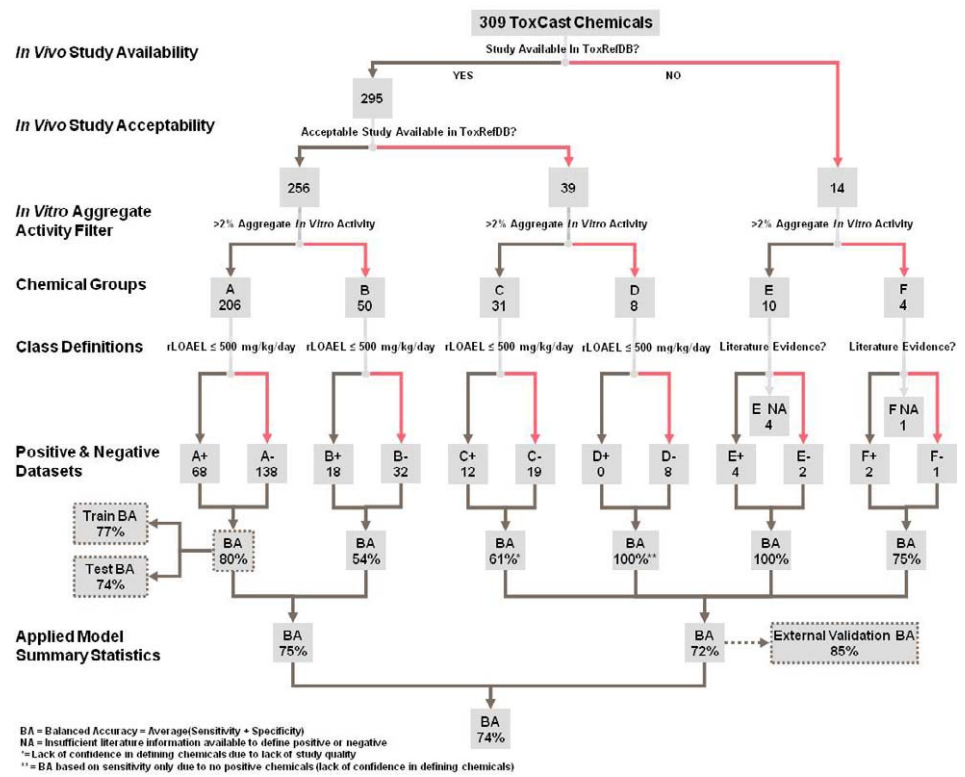 309 ToxCast Chemicals
In Vivo Study Availability
Study Available In ToxRefDB?
YES
NO
295
In Vivo Study Acceptability
Acceptable Study Available in ToxRefDB?
256
39
14
In Vitro Aggregate
Activity Filter
>2% Aggregate In Vitro Activity
>2% Aggregate In Vitro Activity
>2% Aggregate In Vitro Activity
Chemical Groups
A
206
B
50
C
31
D
8
E
10
F
4
Class Definitions
rLOAEL ≤ 500 mg/kg/day
rLOAEL ≤ 500 mg/kg/day
rLOAEL ≤ 500 mg/kg/day
rLOAEL ≤ 500 mg/kg/day
Literature Evidence?
Literature Evidence?
E NA
4
F NA
1
Positive & Negative
Datasets
A+
68
A-
138
B+
18
B-
32
C+
12
C-
19
D+
0
D-
8
E+
4
E-
2
F+
2
F-
1
Train BA
77%
Test BA
74%
BA
80%
BA
54%
BA
61%*
BA
100%**
BA
100%
BA
75%
Applied Model
Summary Statistics
BA
75%
BA
72%
External Validation BA
85%
BA
74%
BA = Balanced Accuracy = Average(Sensitivity + Specificity)
NA = Insufficient literature information available to define positive or negative
*= Lack of confidence in defining chemicals due to lack of study quality
**= BA based on sensitivity only due to no positive chemicals (lack of confidence in defining chemicals)